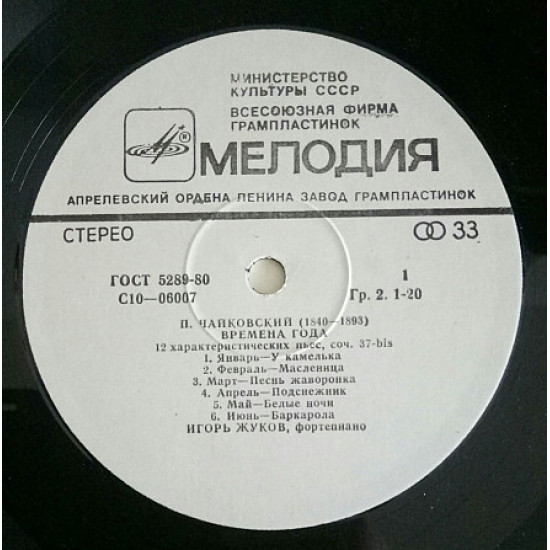 МИНИСТЕРСТВО
КУЛЬТУРЫ СССР
ВСЕСОЮЗНАЯ ФИРМА
ГРАМПЛАСТИНОК
®
МЕЛОДИЯ
АПРЕЛЕВСКИЙ ОРДЕНА ЛЕНИНА ЗАВОД ГРАМПЛАСТИНОК
СТЕРЕО 33
ГОСТ 5289-80 1
С10—06007 Гр. 2. 1-20
П. ЧАЙКОВСКИЙ (1840—1893)
ВРЕМЕНА ГОДА
12 характеристических пьес, соч. 37-bis
1. Январь—У камелька
2. Февраль—Масленица
3. Март—Песнь жаворонка
4. Апрель—Подснежник
5. Май—Белые ночи
6. Июнь—Баркарола
ИГОРЬ ЖУКОВ, фортепиано